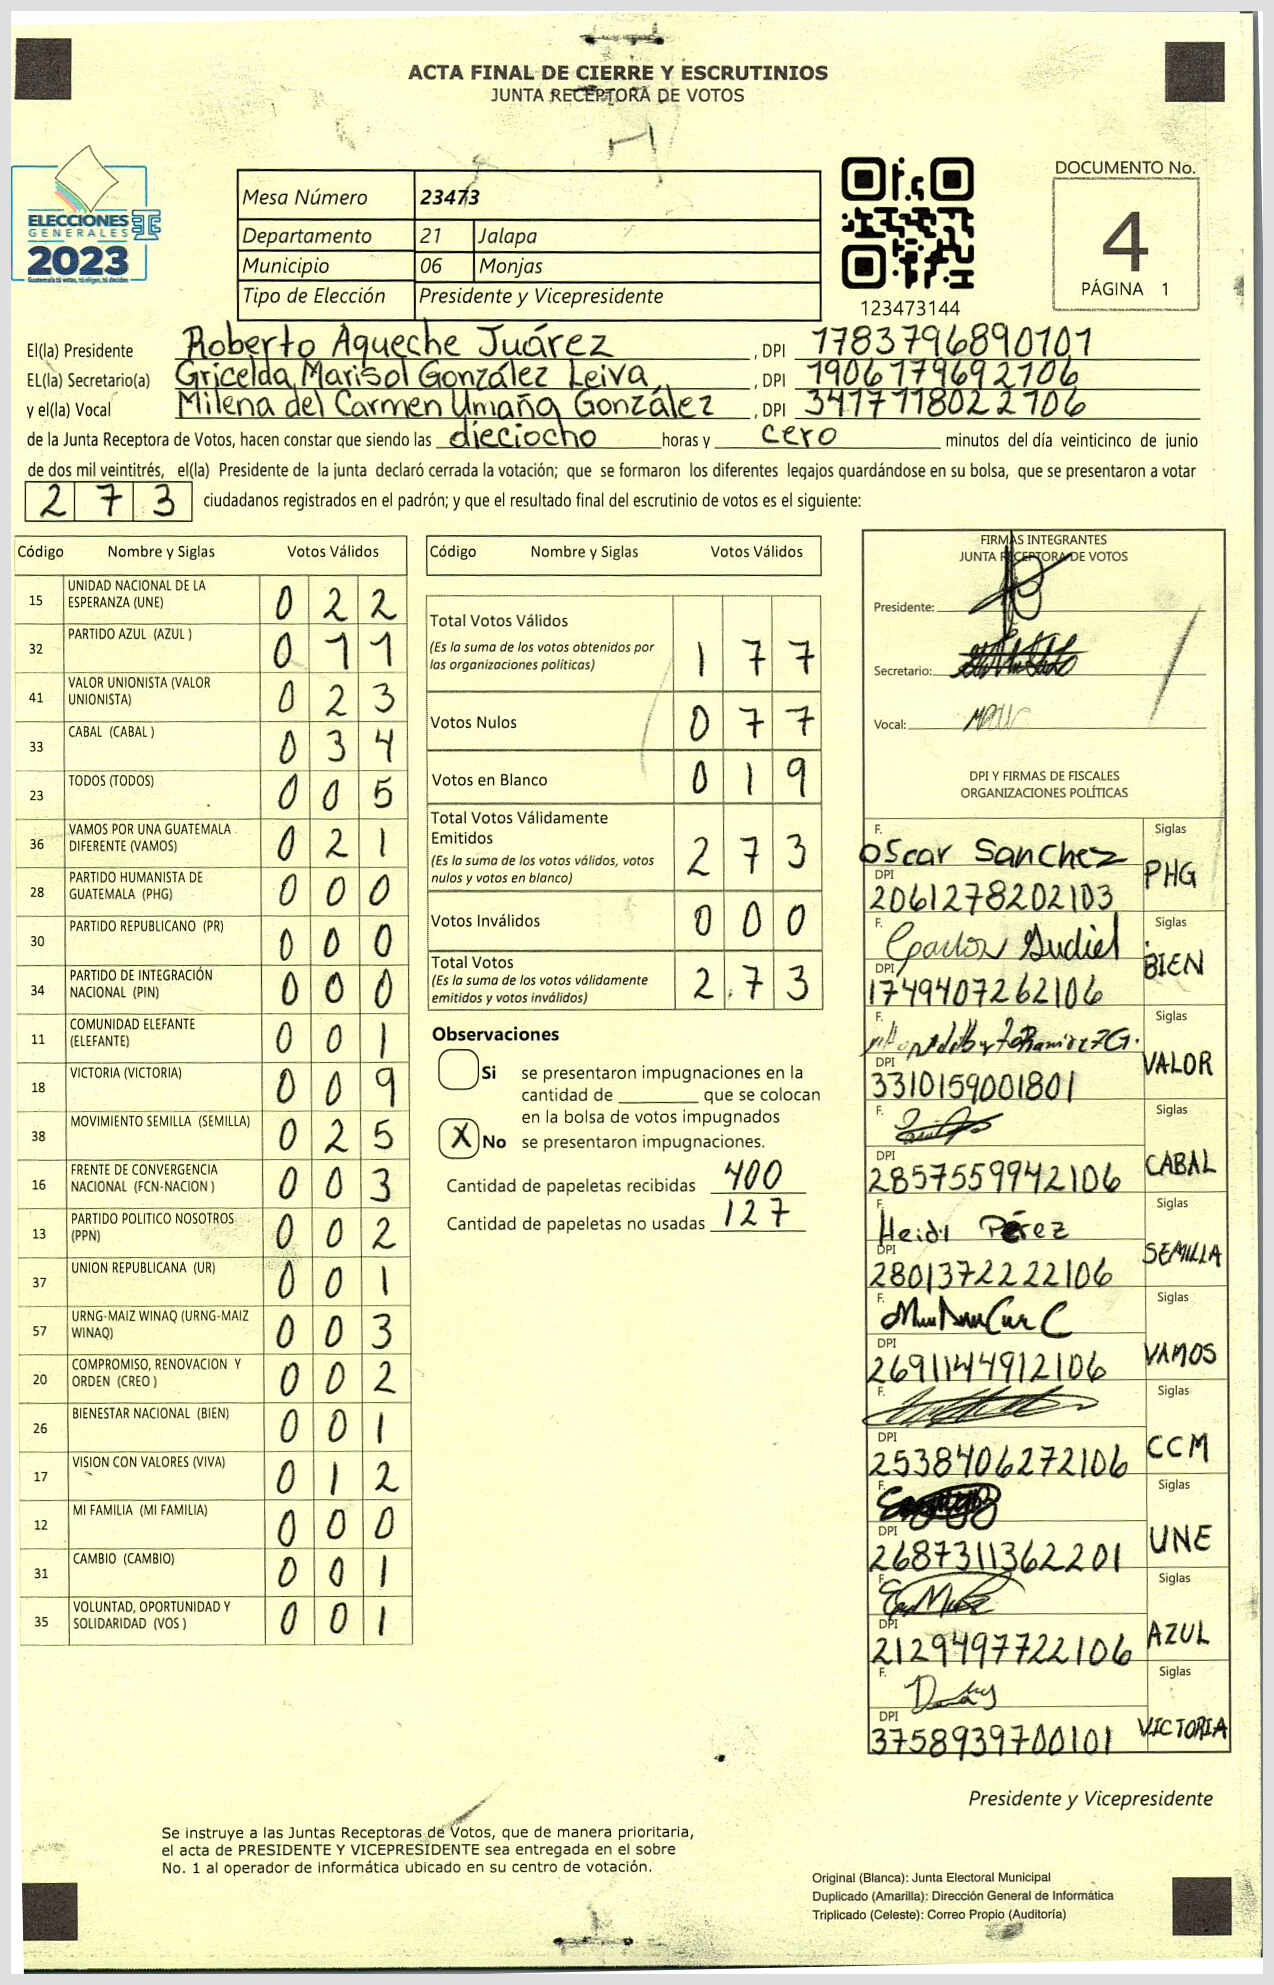 ACTA FINAL DE CIERRE Y ESCRUTINIOS
JUNTA RECEPTORA DE VOTOS
ELECCIONES
GENERALES
2023
Guatemala tú votas, tú eliges, tú decides
Mesa Número 23473
Departamento 21 Jalapa
Municipio 06 Monjas
Tipo de Elección Presidente y Vicepresidente
123473144
DOCUMENTO No.
4
PÁGINA 1
El(la) Presidente Roberto Aqueche Juárez , DPI 1783796890101
EL(la) Secretario(a) Gricelda Marisol González Leiva , DPI 1906179692106
y el(la) Vocal Milena del Carmen Umaña González , DPI 3417718022106
de la Junta Receptora de Votos, hacen constar que siendo las dieciocho horas y cero minutos del día veinticinco de junio
de dos mil veintitrés, el(la) Presidente de la junta declaró cerrada la votación; que se formaron los diferentes legajos guardándose en su bolsa, que se presentaron a votar
273 ciudadanos registrados en el padrón; y que el resultado final del escrutinio de votos es el siguiente:
Código Nombre y Siglas Votos Válidos
15 UNIDAD NACIONAL DE LA ESPERANZA (UNE) 0 2 2
32 PARTIDO AZUL (AZUL ) 0 1 1
41 VALOR UNIONISTA (VALOR UNIONISTA) 0 2 3
33 CABAL (CABAL ) 0 3 4
23 TODOS (TODOS) 0 0 5
36 VAMOS POR UNA GUATEMALA DIFERENTE (VAMOS) 0 2 1
28 PARTIDO HUMANISTA DE GUATEMALA (PHG) 0 0 0
30 PARTIDO REPUBLICANO (PR) 0 0 0
34 PARTIDO DE INTEGRACIÓN NACIONAL (PIN) 0 0 0
11 COMUNIDAD ELEFANTE (ELEFANTE) 0 0 1
18 VICTORIA (VICTORIA) 0 0 9
38 MOVIMIENTO SEMILLA (SEMILLA) 0 2 5
16 FRENTE DE CONVERGENCIA NACIONAL (FCN-NACION ) 0 0 3
13 PARTIDO POLITICO NOSOTROS (PPN) 0 0 2
37 UNION REPUBLICANA (UR) 0 0 1
57 URNG-MAIZ WINAQ (URNG-MAIZ WINAQ) 0 0 3
20 COMPROMISO, RENOVACION Y ORDEN (CREO ) 0 0 2
26 BIENESTAR NACIONAL (BIEN) 0 0 1
17 VISION CON VALORES (VIVA) 0 1 2
12 MI FAMILIA (MI FAMILIA) 0 0 0
31 CAMBIO (CAMBIO) 0 0 1
35 VOLUNTAD, OPORTUNIDAD Y SOLIDARIDAD (VOS ) 0 0 1
Código Nombre y Siglas Votos Válidos
Total Votos Válidos
(Es la suma de los votos obtenidos por las organizaciones políticas) 1 7 7
Votos Nulos 0 7 7
Votos en Blanco 0 1 9
Total Votos Válidamente Emitidos
(Es la suma de los votos válidos, votos nulos y votos en blanco) 2 7 3
Votos Inválidos 0 0 0
Total Votos
(Es la suma de los votos válidamente emitidos y votos inválidos) 2 7 3
Observaciones
Si se presentaron impugnaciones en la
cantidad de ________ que se colocan
en la bolsa de votos impugnados
X No se presentaron impugnaciones.
Cantidad de papeletas recibidas 400
Cantidad de papeletas no usadas 127
FIRMAS INTEGRANTES
JUNTA RECEPTORA DE VOTOS
Presidente:
Secretario:
Vocal:
DPI Y FIRMAS DE FISCALES
ORGANIZACIONES POLÍTICAS
F. Oscar Sanchez Siglas
DPI 2061278202103 PHG
F. Carlos Gudiel Siglas
DPI 1749407262106 BIEN
F. Siglas
DPI 3310159001801 VALOR
F. Siglas
DPI 2857559942106 CABAL
F. Heidi Pérez Siglas
DPI 2801372222106 SEMILLA
F. Siglas
DPI 2691144912106 VAMOS
F. Siglas
DPI 2538406272106 CCM
F. Siglas
DPI 2687311362201 UNE
F. Siglas
DPI 2129497722106 AZUL
F. Siglas
DPI 3758939700101 VICTORIA
Presidente y Vicepresidente
Se instruye a las Juntas Receptoras de Votos, que de manera prioritaria,
el acta de PRESIDENTE Y VICEPRESIDENTE sea entregada en el sobre
No. 1 al operador de informática ubicado en su centro de votación.
Original (Blanca): Junta Electoral Municipal
Duplicado (Amarilla): Dirección General de Informática
Triplicado (Celeste): Correo Propio (Auditoría)